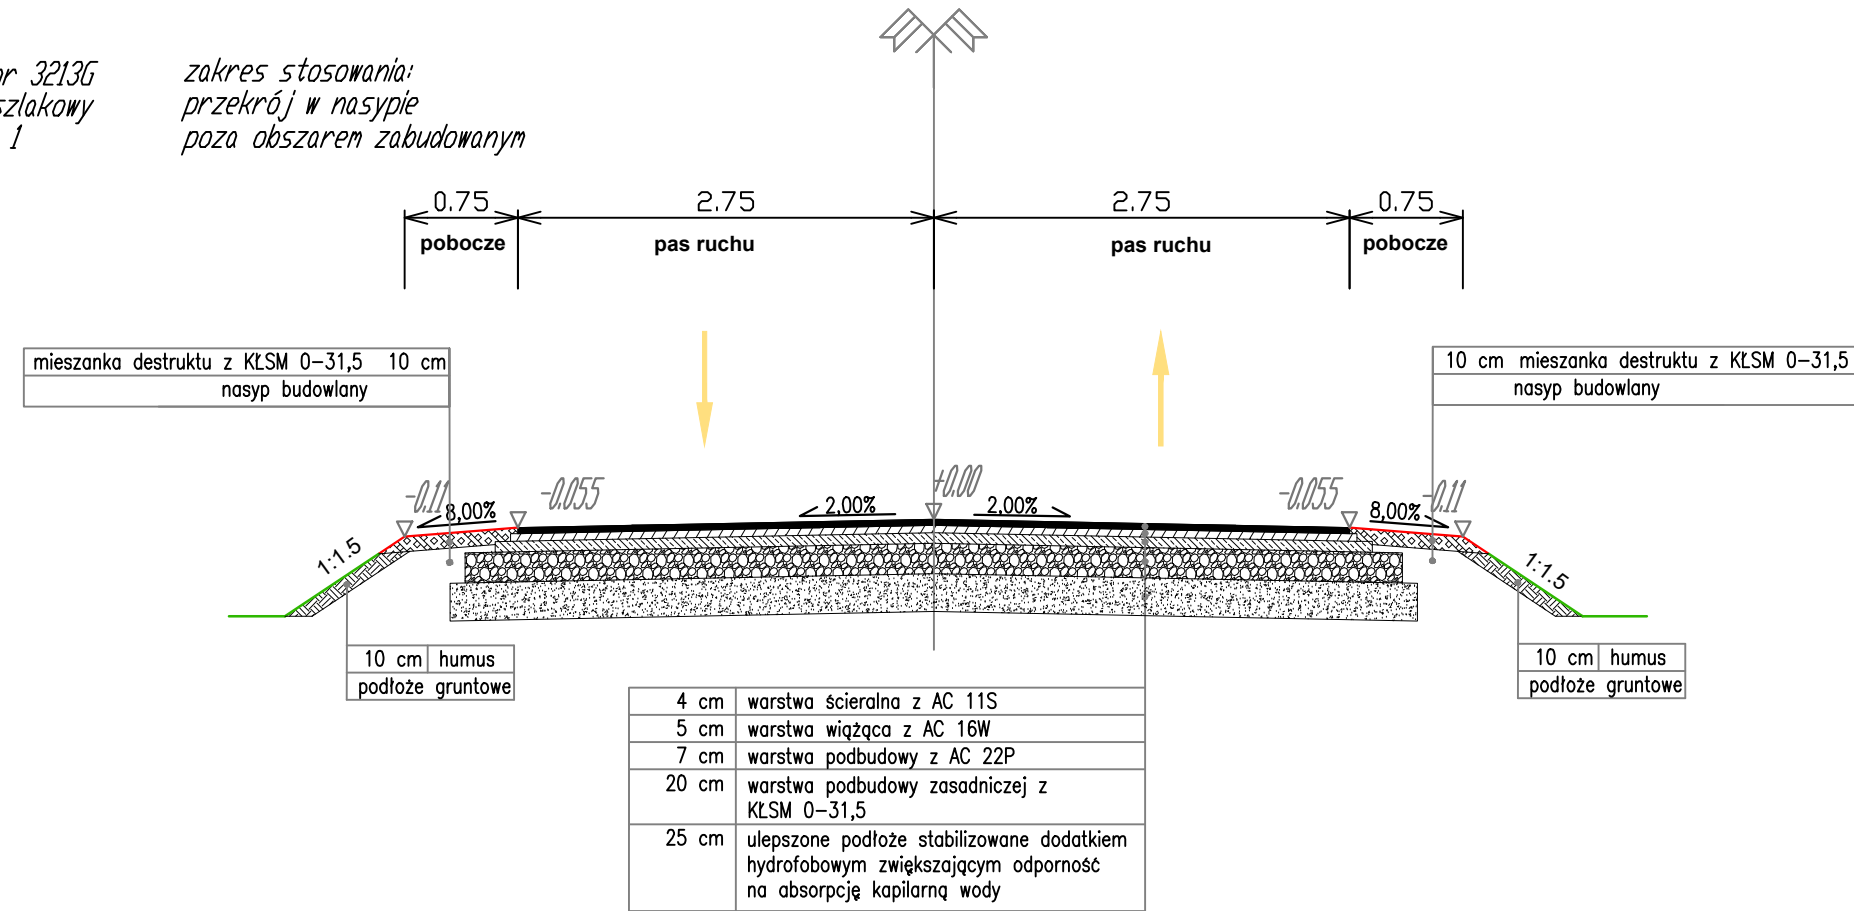 nr 3213G
szlakowy
1
zakres stosowania:
przekrój w nasypie
poza obszarem zabudowanym
0.75
2.75
2.75
0.75
pobocze
pas ruchu
pas ruchu
pobocze
mieszanka destruktu z KŁSM 0-31,5 10 cm
nasyp budowlany
10 cm mieszanka destruktu z KŁSM 0-31,5
nasyp budowlany
-0.11
8,00%
-0.055
2,00%
+0.00
2,00%
-0.055
8,00%
-0.11
1:1.5
1:1.5
10 cm humus
podłoże gruntowe
10 cm humus
podłoże gruntowe
4 cm warstwa ścieralna z AC 11S
5 cm warstwa wiążąca z AC 16W
7 cm warstwa podbudowy z AC 22P
20 cm warstwa podbudowy zasadniczej z
KŁSM 0-31,5
25 cm ulepszone podłoże stabilizowane dodatkiem
hydrofobowym zwiększającym odporność
na absorpcję kapilarną wody